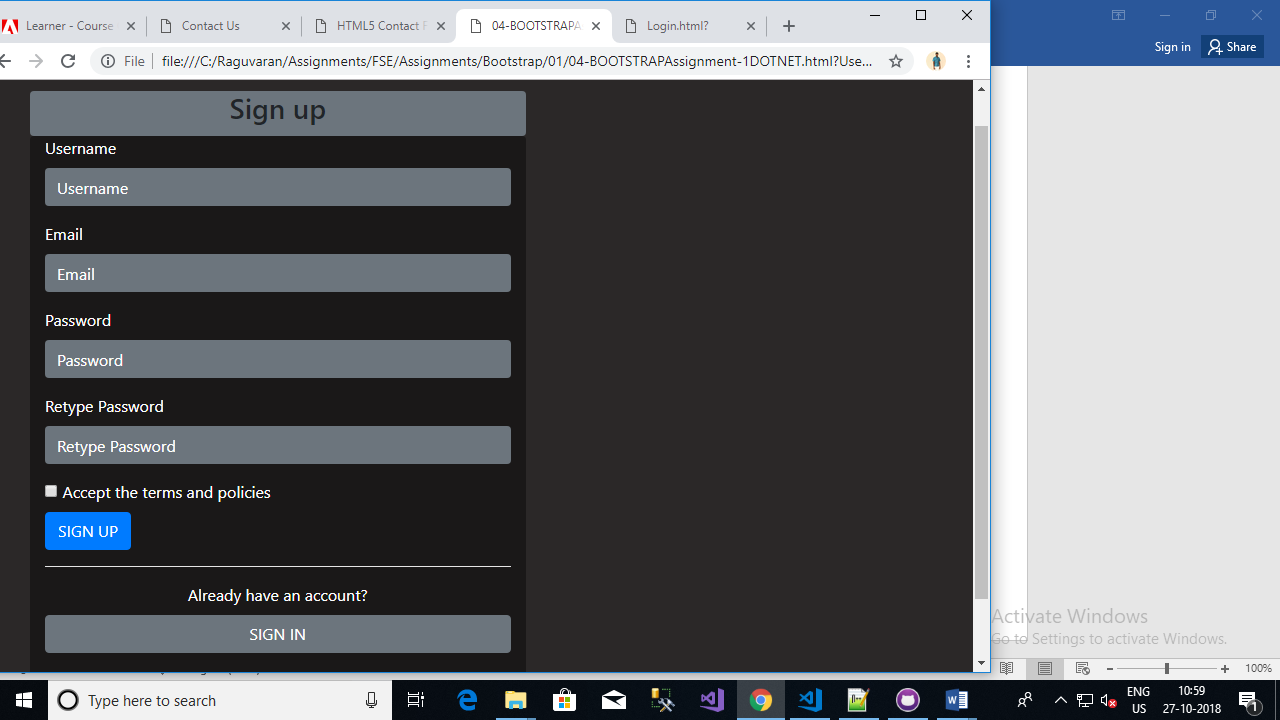 Learner - Course
Contact Us
HTML5 Contact F
04-BOOTSTRAPA
Login.html?
File
file:///C:/Raguvaran/Assignments/FSE/Assignments/Bootstrap/01/04-BOOTSTRAPAssignment-1DOTNET.html?Use...
Sign in
Share
Sign up
Username
Username
Email
Email
Password
Password
Retype Password
Retype Password
Accept the terms and policies
SIGN UP
Already have an account?
SIGN IN
Activate Windows
Go to Settings to activate Windows.
100%
Type here to search
ENG
US
10:59
27-10-2018
1